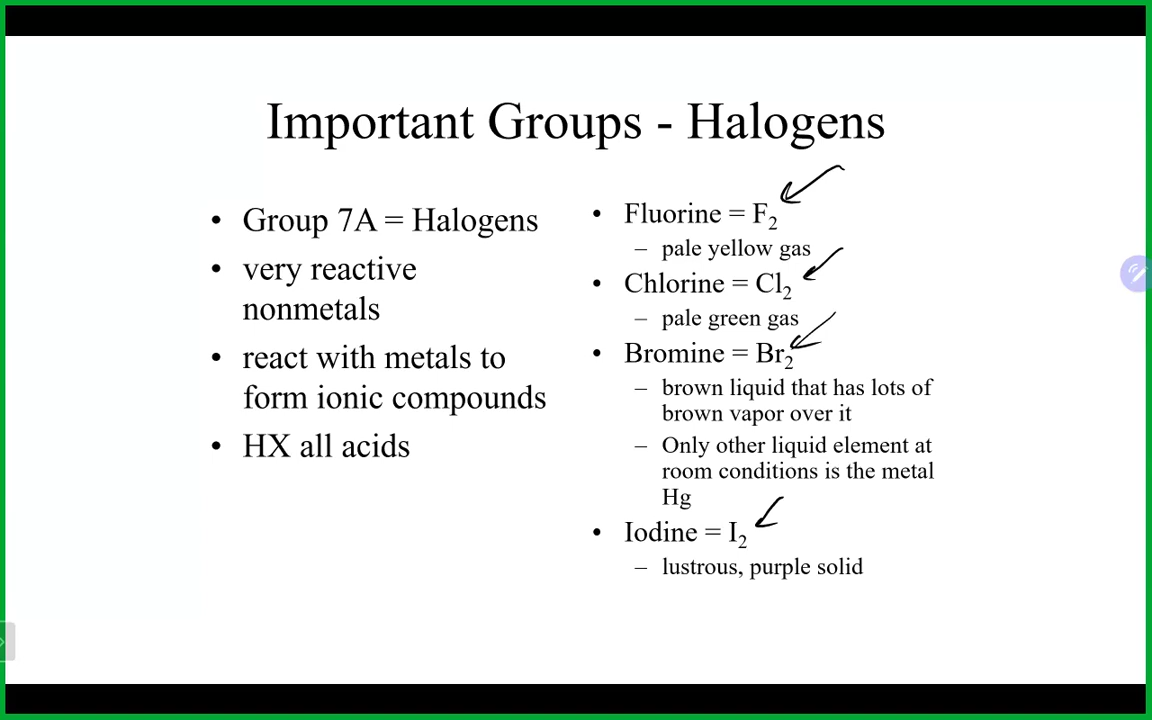 Important Groups - Halogens
• Group 7A = Halogens
• very reactive
nonmetals
• react with metals to
form ionic compounds
• HX all acids
• Fluorine = F₂
– pale yellow gas
• Chlorine = Cl₂
– pale green gas
• Bromine = Br₂
– brown liquid that has lots of
brown vapor over it
– Only other liquid element at
room conditions is the metal
Hg
• Iodine = I₂
– lustrous, purple solid